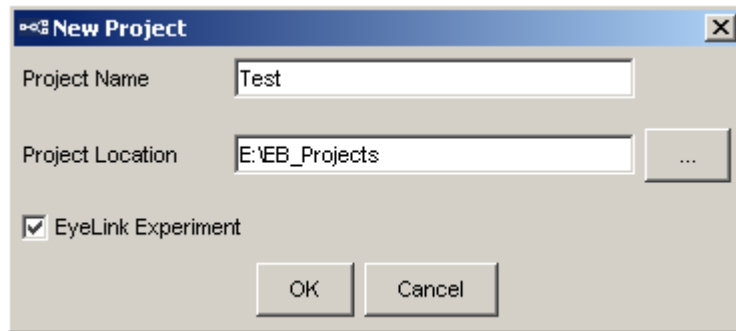 New Project
Project Name Test
Project Location E:\EB_Projects ...
EyeLink Experiment
OK Cancel